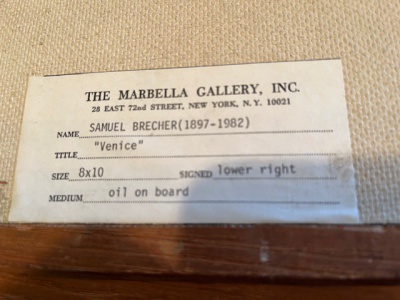 THE MARBELLA GALLERY, INC.
28 EAST 72nd STREET, NEW YORK, N.Y. 10021
NAME SAMUEL BRECHER(1897-1982)
TITLE "Venice"
SIZE 8x10 SIGNED lower right
MEDIUM oil on board